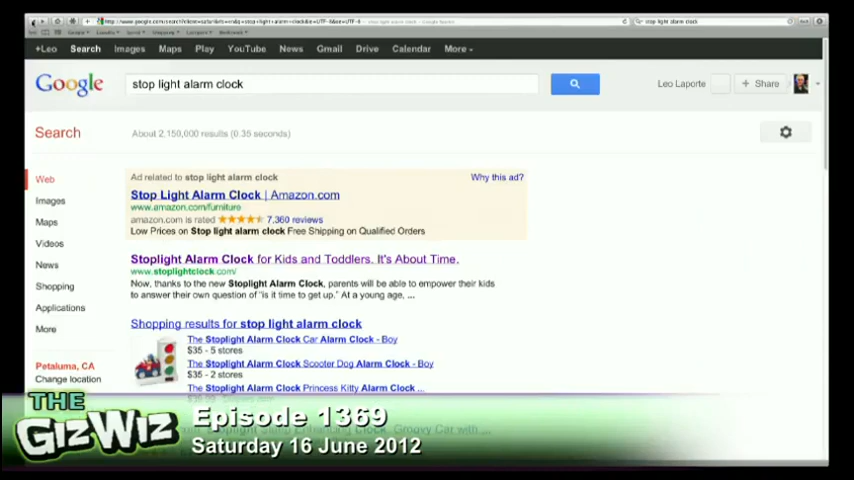 +Leo Search Images Maps Play YouTube News Gmail Drive Calendar More
Google stop light alarm clock Leo Laporte + Share
Search About 2,150,000 results (0.35 seconds)
Web
Images
Maps
Videos
News
Shopping
Applications
More
Petaluma, CA
Change location
Ad related to stop light alarm clock Why this ad?
Stop Light Alarm Clock | Amazon.com
www.amazon.com/furniture
amazon.com is rated 7,360 reviews
Low Prices on Stop light alarm clock Free Shipping on Qualified Orders
Stoplight Alarm Clock for Kids and Toddlers. It's About Time.
www.stoplightclock.com/
Now, thanks to the new Stoplight Alarm Clock, parents will be able to empower their kids
to answer their own question of "is it time to get up." At a young age, ...
Shopping results for stop light alarm clock
The Stoplight Alarm Clock Car Alarm Clock - Boy
$35 - 5 stores
The Stoplight Alarm Clock Scooter Dog Alarm Clock - Boy
$35 - 2 stores
The Stoplight Alarm Clock Princess Kitty Alarm Clock ...
THE
GIZWIZ
Episode 1369
Saturday 16 June 2012